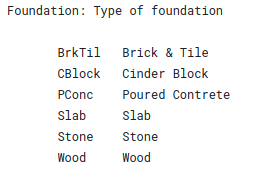 Foundation: Type of foundation
BrkTil Brick & Tile
CBlock Cinder Block
PConc Poured Contrete
Slab Slab
Stone Stone
Wood Wood